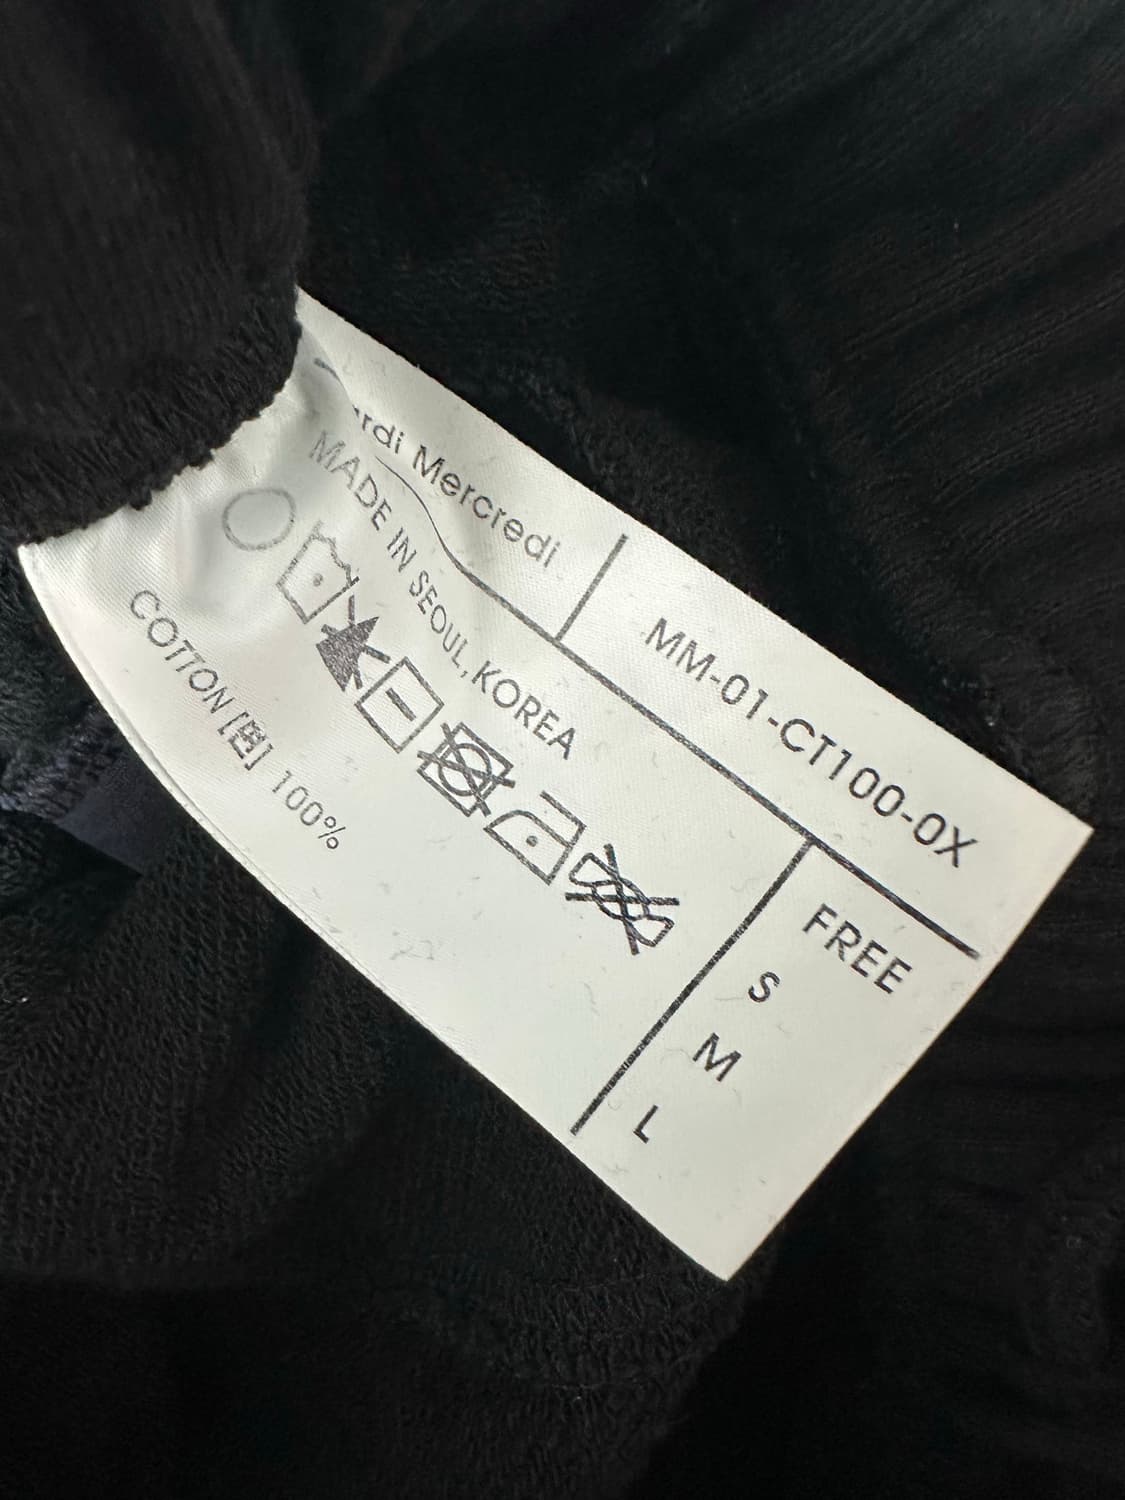 Mercredi
MM-01-CT100-0X
MADE IN SEOUL, KOREA
COTTON [면] 100%
FREE
S
M
L